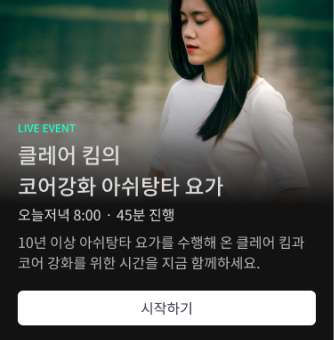 LIVE EVENT
클레어 킴의
코어강화 아쉬탕타 요가
오늘저녁 8:00 · 45분 진행
10년 이상 아쉬탕타 요가를 수행해 온 클레어 킴과
코어 강화를 위한 시간을 지금 함께하세요.
시작하기